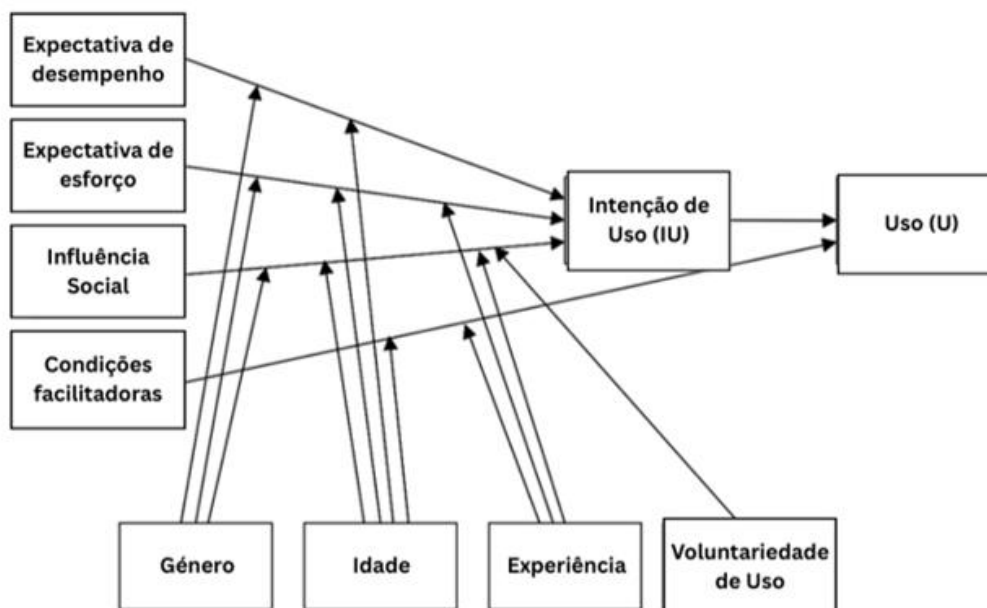 Expectativa de
desempenho
Expectativa de
esforço
Influência
Social
Condições
facilitadoras
Intenção de
Uso (IU)
Uso (U)
Género
Idade
Experiência
Voluntariedade
de Uso